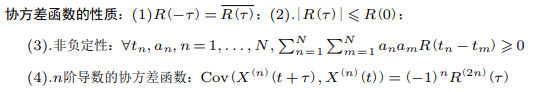 协方差函数的性质：(1)R(−τ) = \overline{R(τ)}；(2).|R(τ)| ⩽ R(0)；
(3).非负定性：∀t_n, a_n, n = 1, . . . , N, ∑_{n=1}^{N} ∑_{m=1}^{N} a_n a_m R(t_n − t_m) ⩾ 0
(4).n阶导数的协方差函数：Cov(X^{(n)}(t + τ), X^{(n)}(t)) = (−1)^n R^{(2n)}(τ)